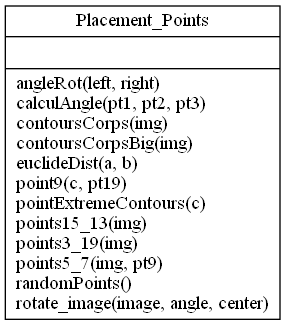 Placement_Points
angleRot(left, right)
calculAngle(pt1, pt2, pt3)
contoursCorps(img)
contoursCorpsBig(img)
euclideDist(a, b)
point9(c, pt19)
pointExtremeContours(c)
points15_13(img)
points3_19(img)
points5_7(img, pt9)
randomPoints()
rotate_image(image, angle, center)